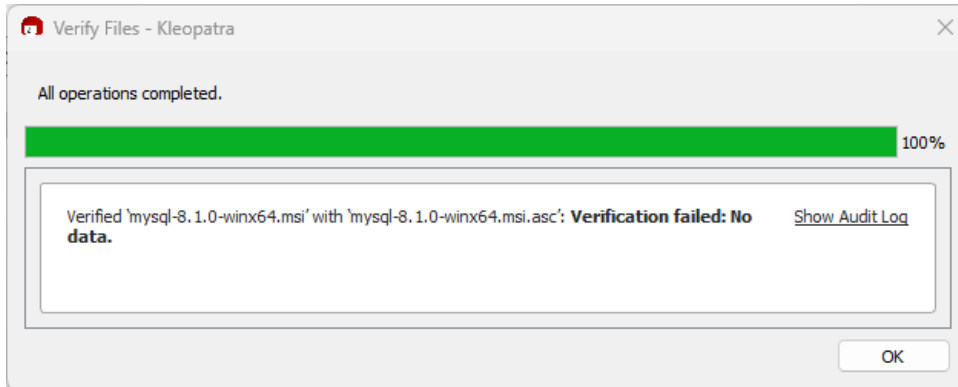 Verify Files - Kleopatra
All operations completed.
100%
Verified 'mysql-8.1.0-winx64.msi' with 'mysql-8.1.0-winx64.msi.asc': Verification failed: No
data.
Show Audit Log
OK